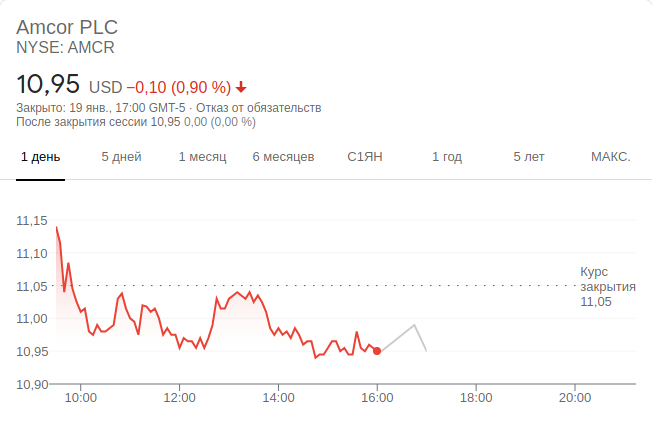 Amcor PLC
NYSE: AMCR
10,95 USD −0,10 (0,90 %)
Закрыто: 19 янв., 17:00 GMT-5 · Отказ от обязательств
После закрытия сессии 10,95 0,00 (0,00 %)
1 день 5 дней 1 месяц 6 месяцев С1ЯН 1 год 5 лет МАКС.
11,15
11,10
11,05
11,00
10,95
10,90
Курс
закрытия
11,05
10:00 12:00 14:00 16:00 18:00 20:00